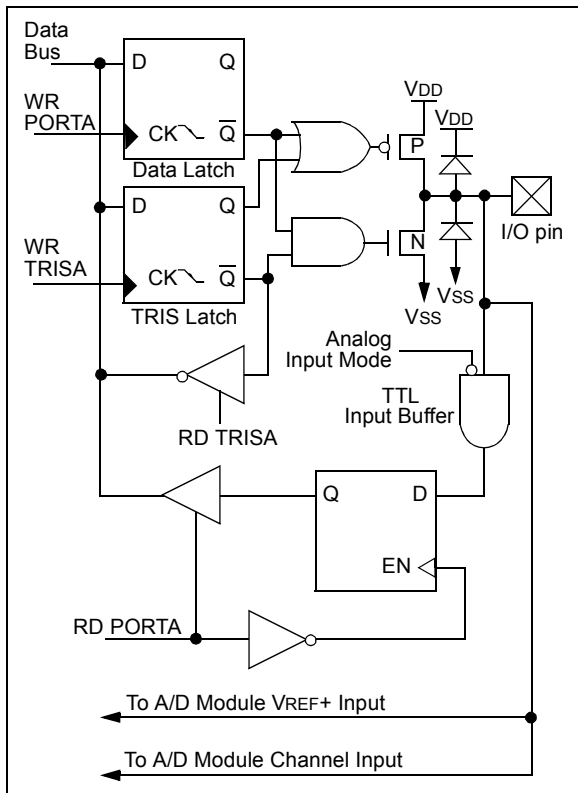 Data
Bus
D Q
VDD
WR
PORTA
CK Q
VDD
P
Data Latch
D Q
N
I/O pin
WR
TRISA
CK Q
VSS
VSS
TRIS Latch
Analog
Input Mode
TTL
Input Buffer
RD TRISA
Q D
EN
RD PORTA
To A/D Module VREF+ Input
To A/D Module Channel Input